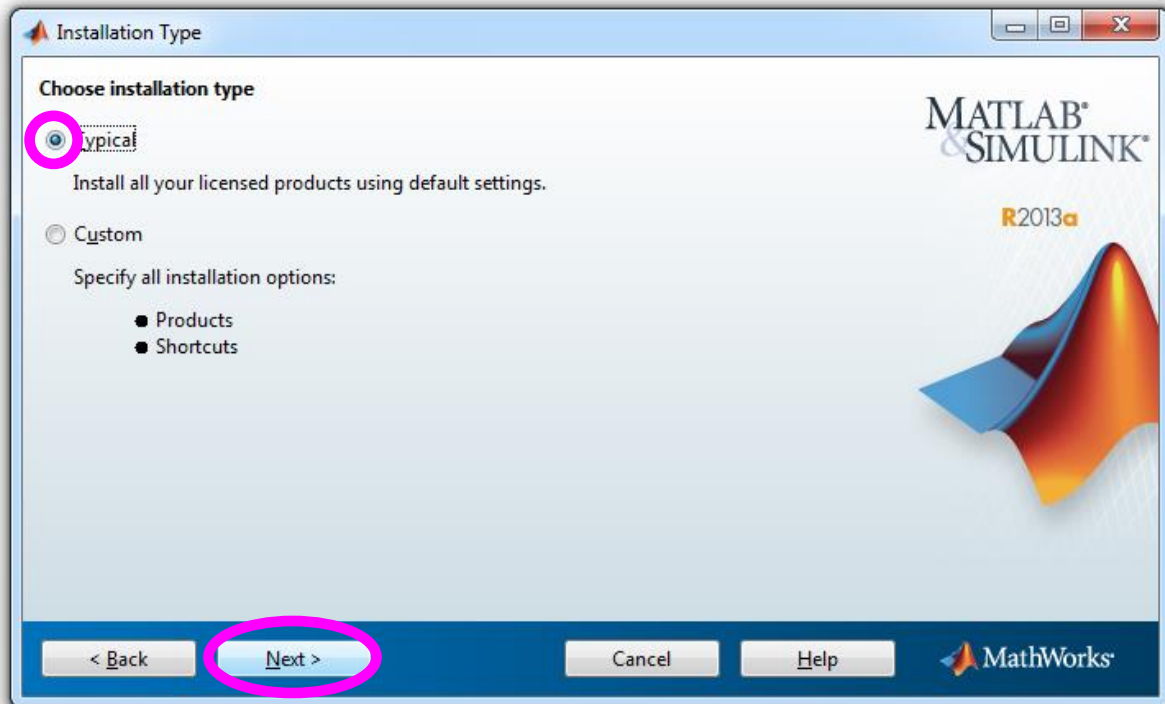 Installation Type
Choose installation type
Typical
Install all your licensed products using default settings.
Custom
Specify all installation options:
Products
Shortcuts
MATLAB®
&SIMULINK®
R2013a
< Back
Next >
Cancel
Help
MathWorks®